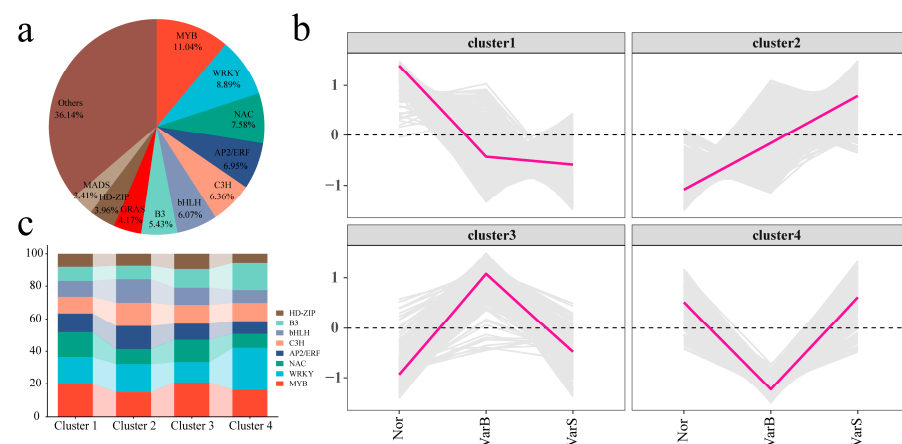 a
MYB
11.04%
WRKY
8.89%
NAC
7.58%
AP2/ERF
6.95%
C3H
6.36%
bHLH
6.07%
B3
5.43%
GRAS
4.17%
HD-ZIP
3.96%
MADS
3.41%
Others
36.14%
b
cluster1
cluster2
1
0
-1
cluster3
cluster4
1
0
-1
Nor
VarB
VarS
Nor
VarB
VarS
c
100
80
60
40
20
0
Cluster 1
Cluster 2
Cluster 3
Cluster 4
HD-ZIP
B3
bHLH
C3H
AP2/ERF
NAC
WRKY
MYB